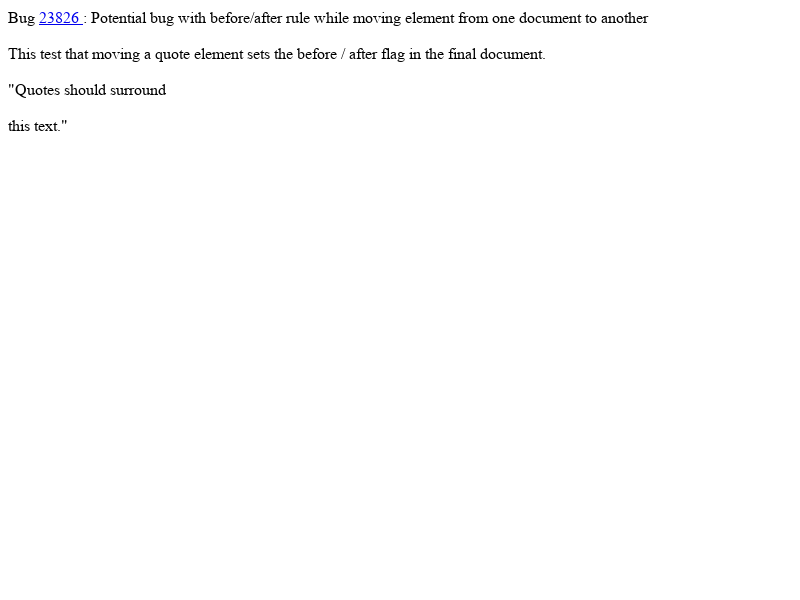 Bug 23826 : Potential bug with before/after rule while moving element from one document to another
This test that moving a quote element sets the before / after flag in the final document.
"Quotes should surround
this text."